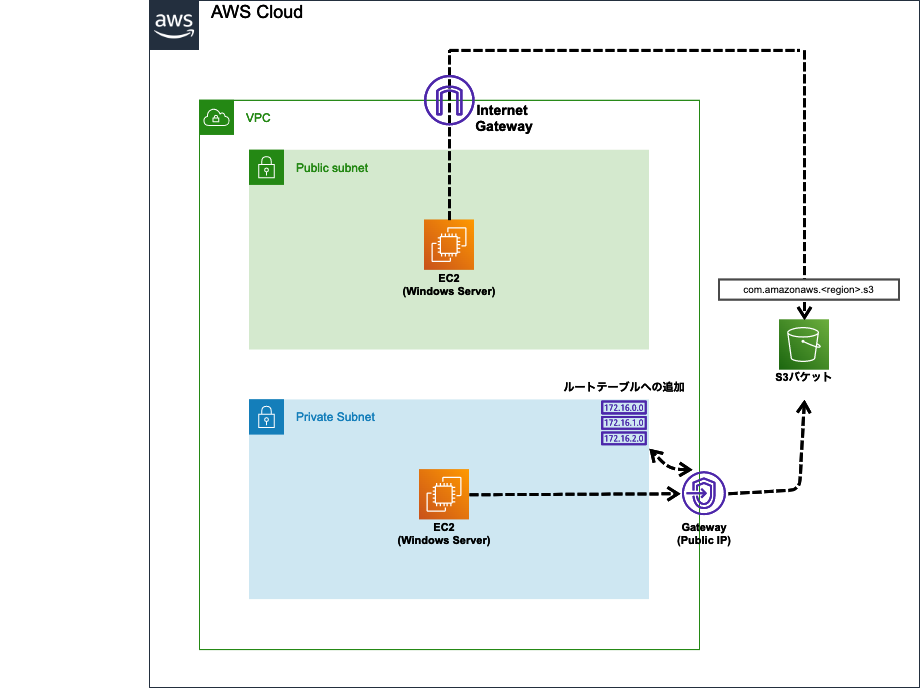 aws
AWS Cloud
Internet
Gateway
VPC
Public subnet
EC2
(Windows Server)
com.amazonaws.<region>.s3
S3バケット
ルートテーブルへの追加
172.16.0.0
172.16.1.0
172.16.2.0
Private Subnet
EC2
(Windows Server)
Gateway
(Public IP)